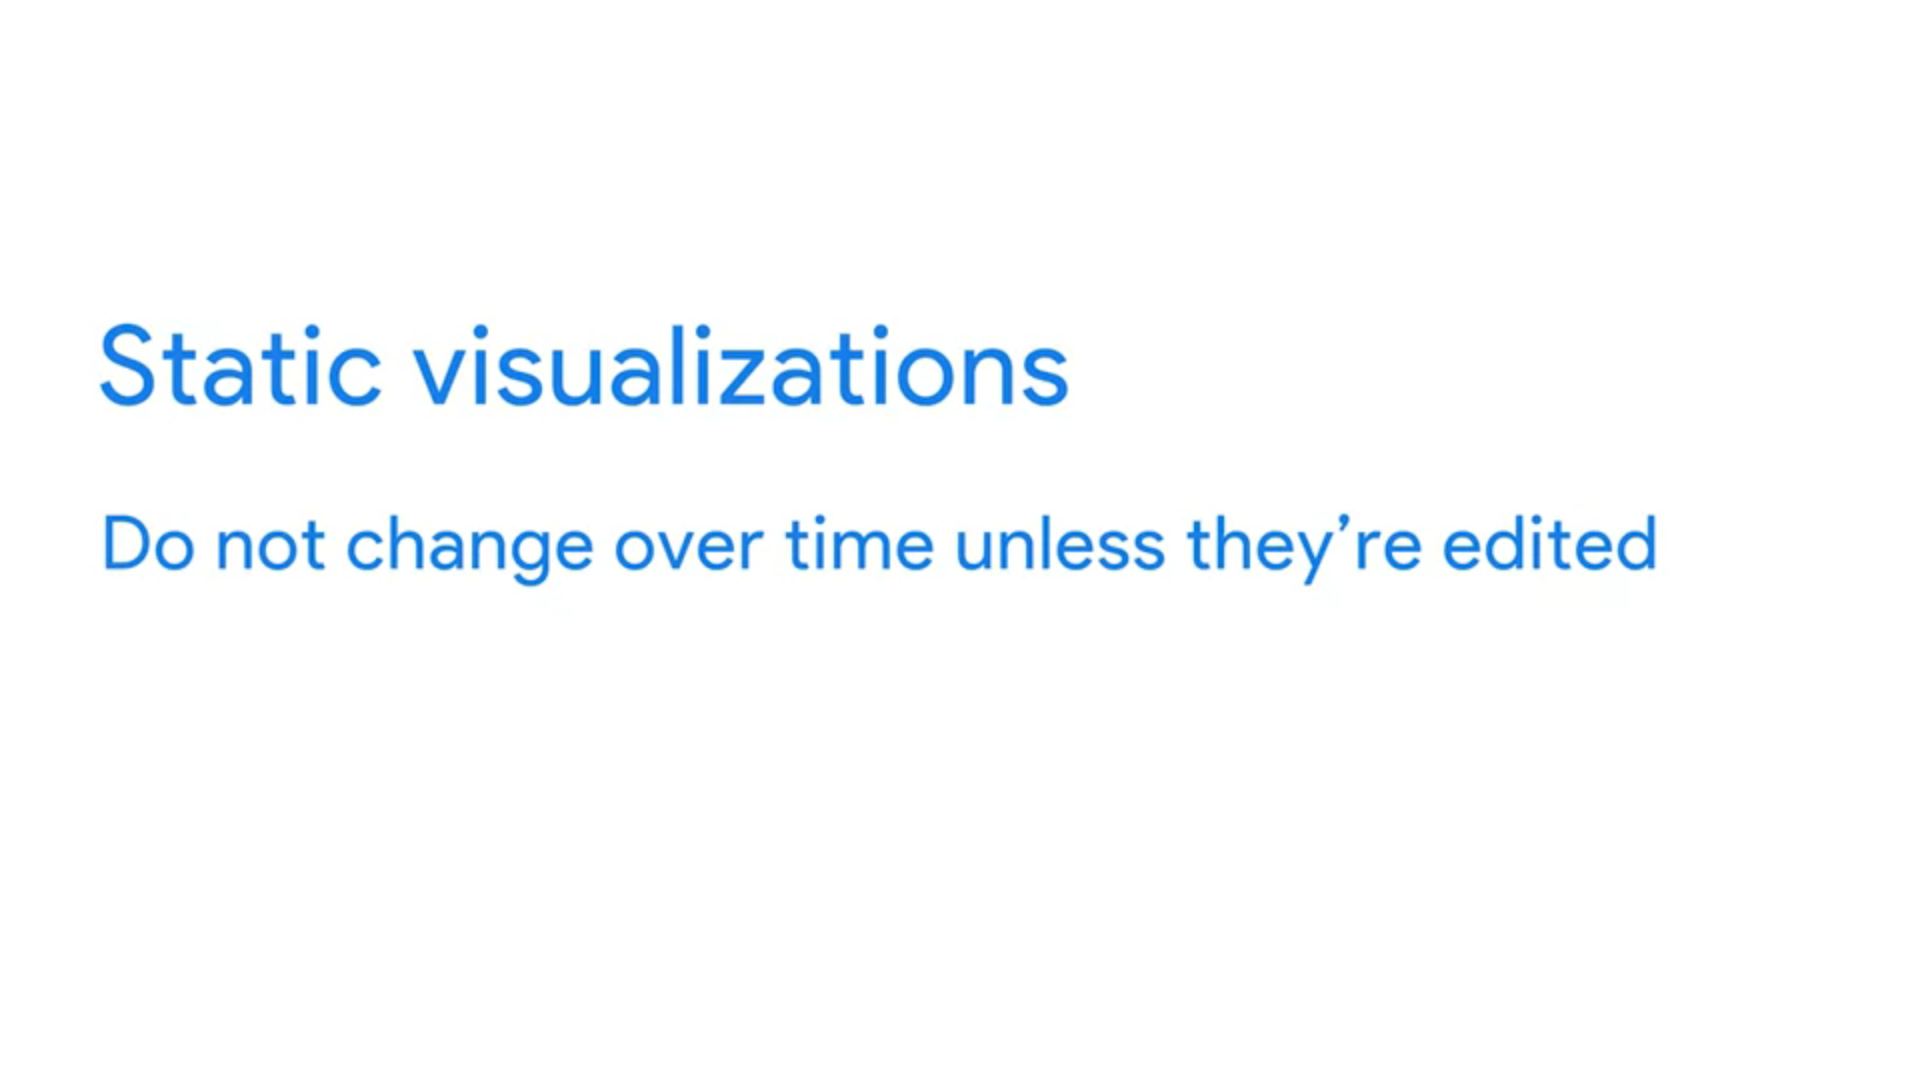 Static visualizations
Do not change over time unless they’re edited